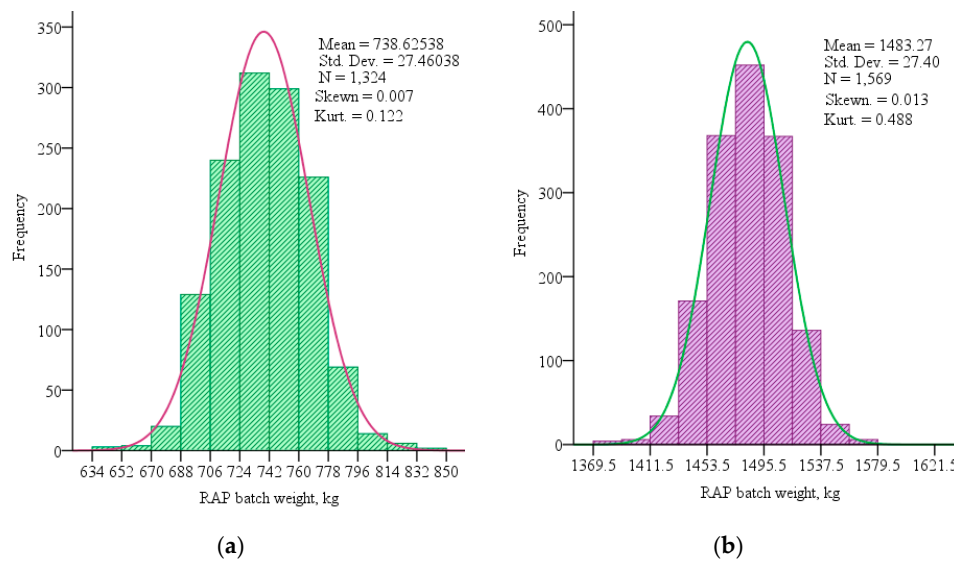 350
300
250
200
150
100
50
0
Frequency
Mean = 738.62538
Std. Dev. = 27.46038
N = 1,324
Skewn = 0.007
Kurt. = 0.122
634 652 670 688 706 724 742 760 778 796 814 832 850
RAP batch weight, kg
(a)
500
400
300
200
100
0
Frequency
Mean = 1483.27
Std. Dev. = 27.40
N = 1,569
Skewn. = 0.013
Kurt. = 0.488
1369.5 1411.5 1453.5 1495.5 1537.5 1579.5 1621.5
RAP batch weight, kg
(b)